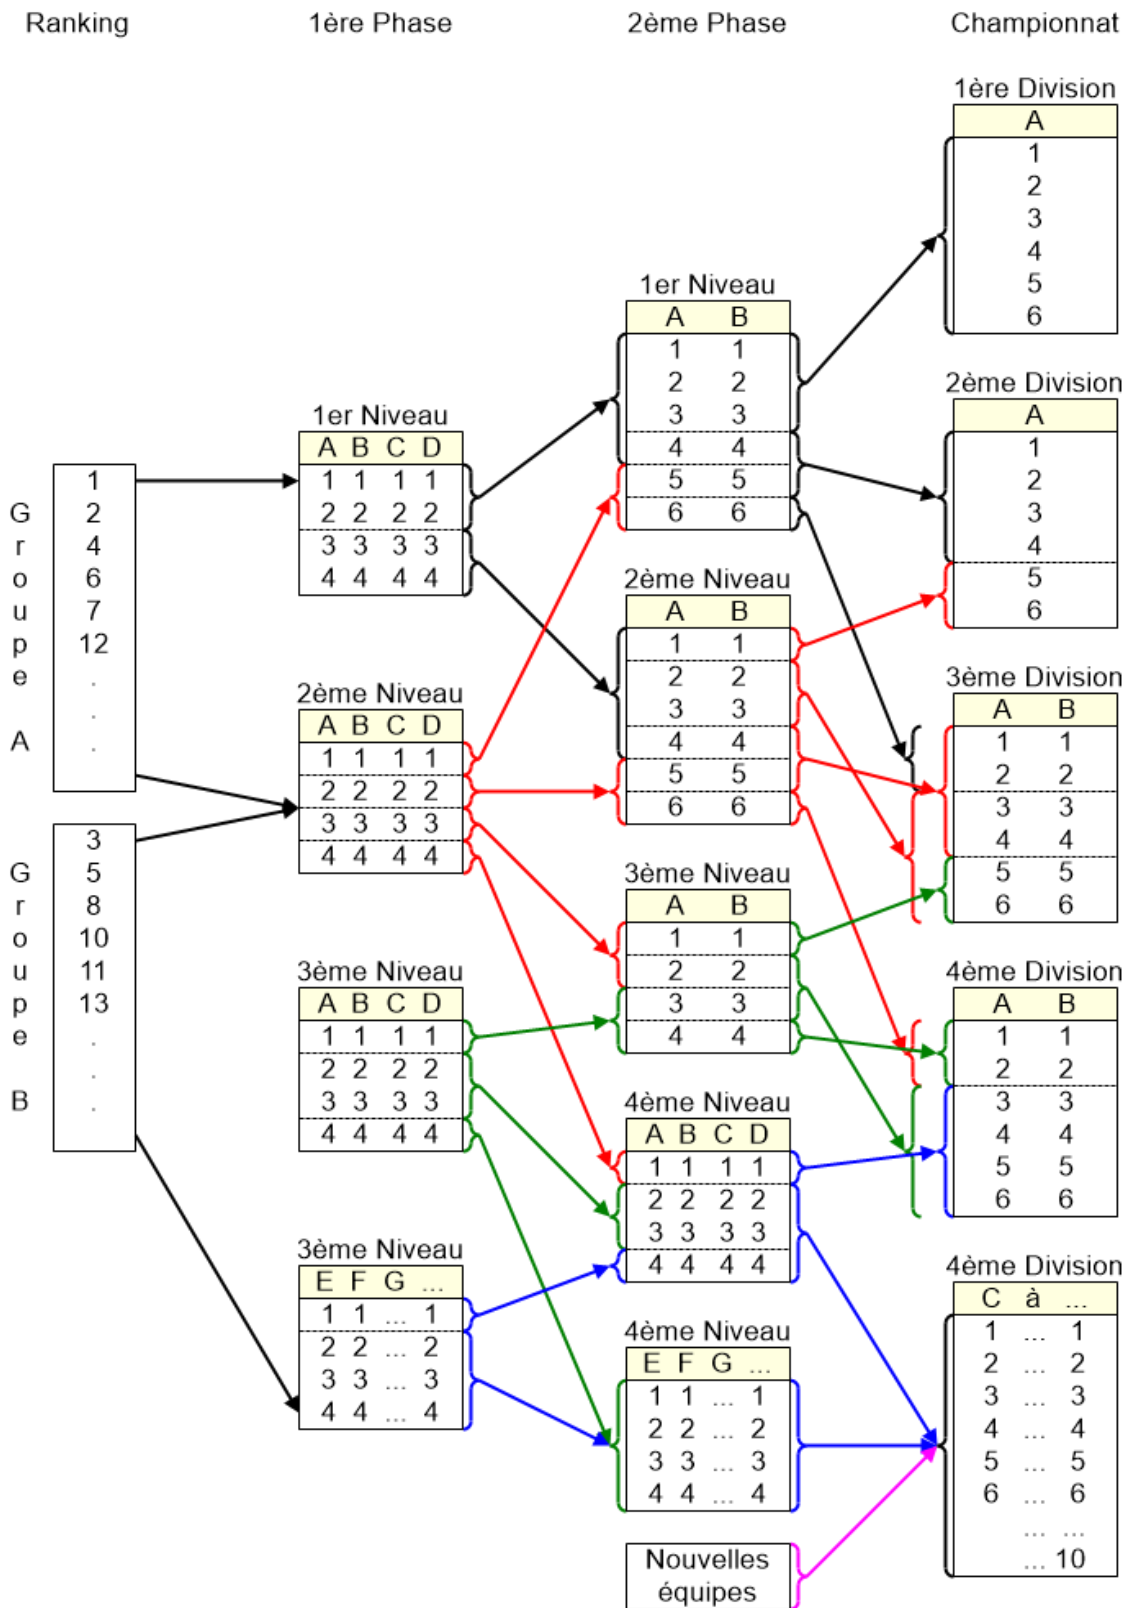 Ranking
1ère Phase
2ème Phase
Championnat
Groupe A
1
2
4
6
7
12
.
.
.
Groupe B
3
5
8
10
11
13
.
.
.
1er Niveau
A B C D
1 1 1 1
2 2 2 2
3 3 3 3
4 4 4 4
2ème Niveau
A B C D
1 1 1 1
2 2 2 2
3 3 3 3
4 4 4 4
3ème Niveau
A B C D
1 1 1 1
2 2 2 2
3 3 3 3
4 4 4 4
3ème Niveau
E F G ...
1 1 ... 1
2 2 ... 2
3 3 ... 3
4 4 ... 4
1er Niveau
A B
1 1
2 2
3 3
4 4
5 5
6 6
2ème Niveau
A B
1 1
2 2
3 3
4 4
5 5
6 6
3ème Niveau
A B
1 1
2 2
3 3
4 4
4ème Niveau
A B C D
1 1 1 1
2 2 2 2
3 3 3 3
4 4 4 4
4ème Niveau
E F G ...
1 1 ... 1
2 2 ... 2
3 3 ... 3
4 4 ... 4
Nouvelles
équipes
1ère Division
A
1
2
3
4
5
6
2ème Division
A
1
2
3
4
5
6
3ème Division
A B
1 1
2 2
3 3
4 4
5 5
6 6
4ème Division
A B
1 1
2 2
3 3
4 4
5 5
6 6
4ème Division
C à ...
1 ... 1
2 ... 2
3 ... 3
4 ... 4
5 ... 5
6 ... 6
... ...
... 10